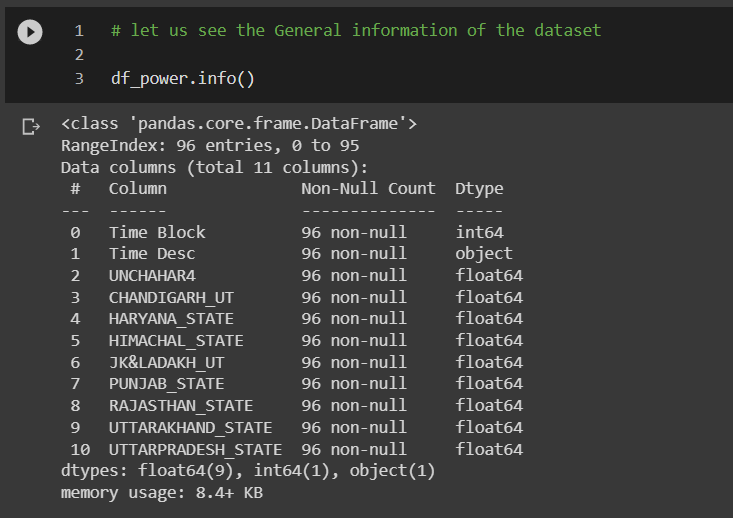 1 # let us see the General information of the dataset
2
3 df_power.info()
<class 'pandas.core.frame.DataFrame'>
RangeIndex: 96 entries, 0 to 95
Data columns (total 11 columns):
 #   Column              Non-Null Count  Dtype
---  ------              --------------  -----
 0   Time Block          96 non-null     int64
 1   Time Desc           96 non-null     object
 2   UNCHAHAR4           96 non-null     float64
 3   CHANDIGARH_UT       96 non-null     float64
 4   HARYANA_STATE       96 non-null     float64
 5   HIMACHAL_STATE      96 non-null     float64
 6   JK&LADAKH_UT        96 non-null     float64
 7   PUNJAB_STATE        96 non-null     float64
 8   RAJASTHAN_STATE     96 non-null     float64
 9   UTTARAKHAND_STATE   96 non-null     float64
 10  UTTARPRADESH_STATE  96 non-null     float64
dtypes: float64(9), int64(1), object(1)
memory usage: 8.4+ KB